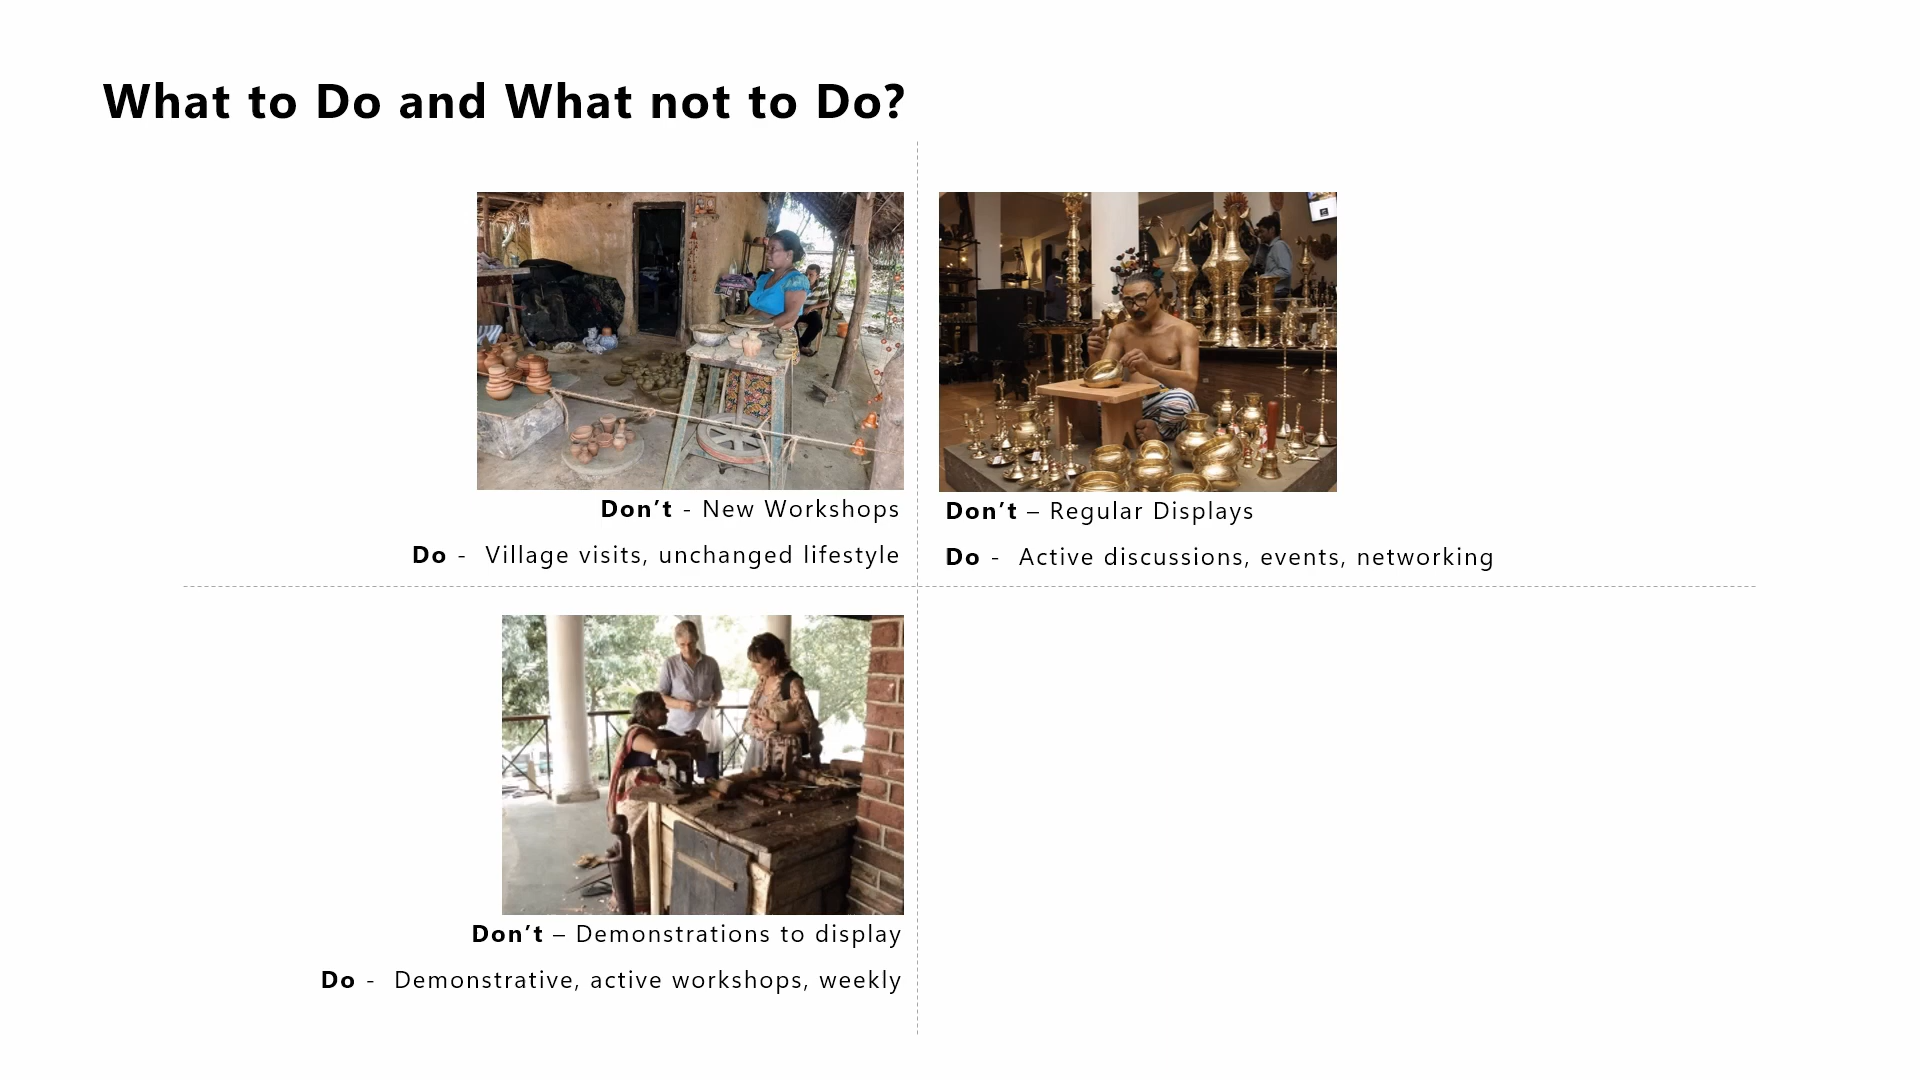 What to Do and What not to Do?
Don’t - New Workshops
Do - Village visits, unchanged lifestyle
Don’t – Regular Displays
Do - Active discussions, events, networking
Don’t – Demonstrations to display
Do - Demonstrative, active workshops, weekly